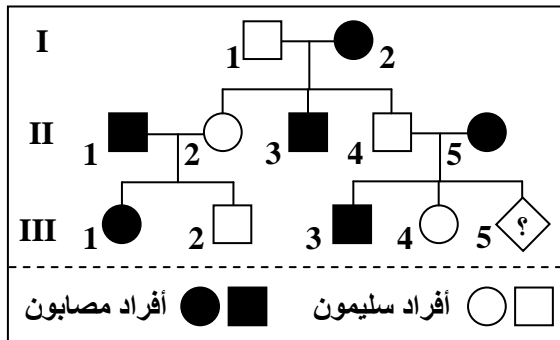 I
1 2
II
1 2 3 4 5
III
1 2 3 4 5 ؟
أفراد سليمون
أفراد مصابون